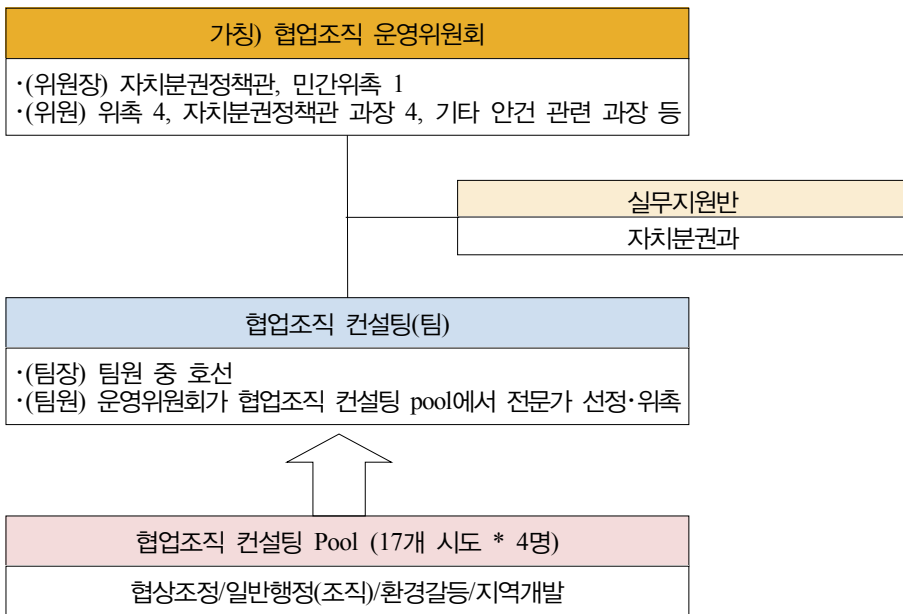 가칭) 협업조직 운영위원회
·(위원장) 자치분권정책관, 민간위촉 1
·(위원) 위촉 4, 자치분권정책관 과장 4, 기타 안건 관련 과장 등
실무지원반
자치분권과
협업조직 컨설팅(팀)
·(팀장) 팀원 중 호선
·(팀원) 운영위원회가 협업조직 컨설팅 pool에서 전문가 선정·위촉
협업조직 컨설팅 Pool (17개 시도 * 4명)
협상조정/일반행정(조직)/환경갈등/지역개발